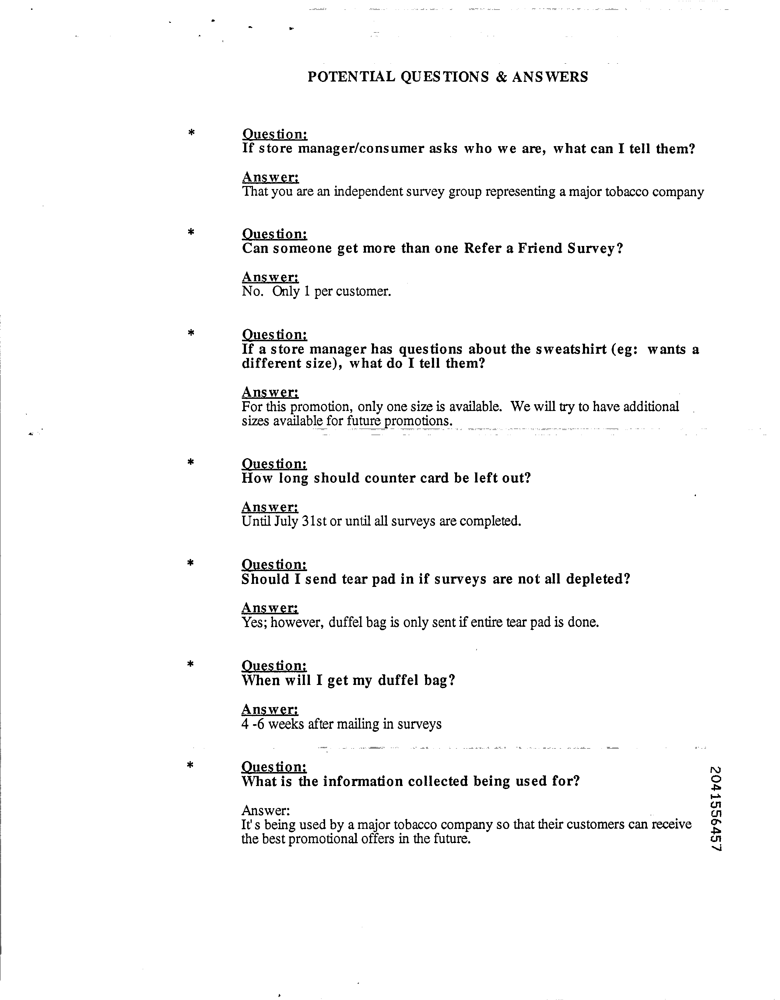 POTENTIAL QUESTIONS & ANSWERS
* Question:
If store manager/consumer asks who we are, what can I tell them?
Answer:
That you are an independent survey group representing a major tobacco company
* Question:
Can someone get more than one Refer a Friend Survey?
Answer:
No. Only 1 per customer.
* Question:
If a store manager has questions about the sweatshirt (eg: wants a
different size), what do I tell them?
Answer:
For this promotion, only one size is available. We will try to have additional
sizes available for future promotions.
* Question:
How long should counter card be left out?
Answer:
Until July 31st or until all surveys are completed.
* Question:
Should I send tear pad in if surveys are not all depleted?
Answer:
Yes; however, duffel bag is only sent if entire tear pad is done.
* Question:
When will I get my duffel bag?
Answer:
4 -6 weeks after mailing in surveys
* Question:
What is the information collected being used for?
Answer:
It's being used by a major tobacco company so that their customers can receive
the best promotional offers in the future.
2041556457